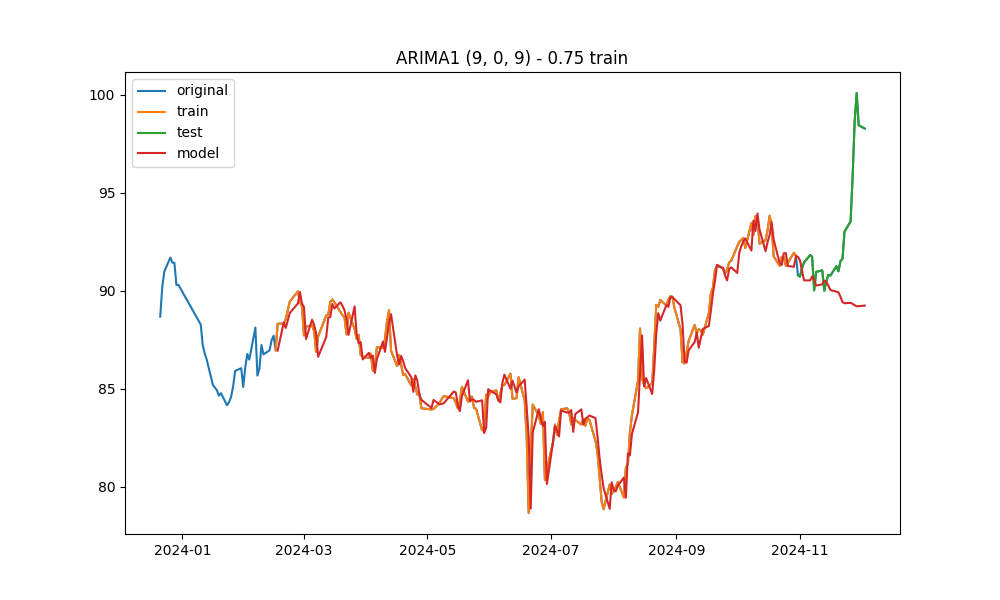 ARIMA1 (9, 0, 9) - 0.75 train
original
train
test
model
100
95
90
85
80
2024-01
2024-03
2024-05
2024-07
2024-09
2024-11